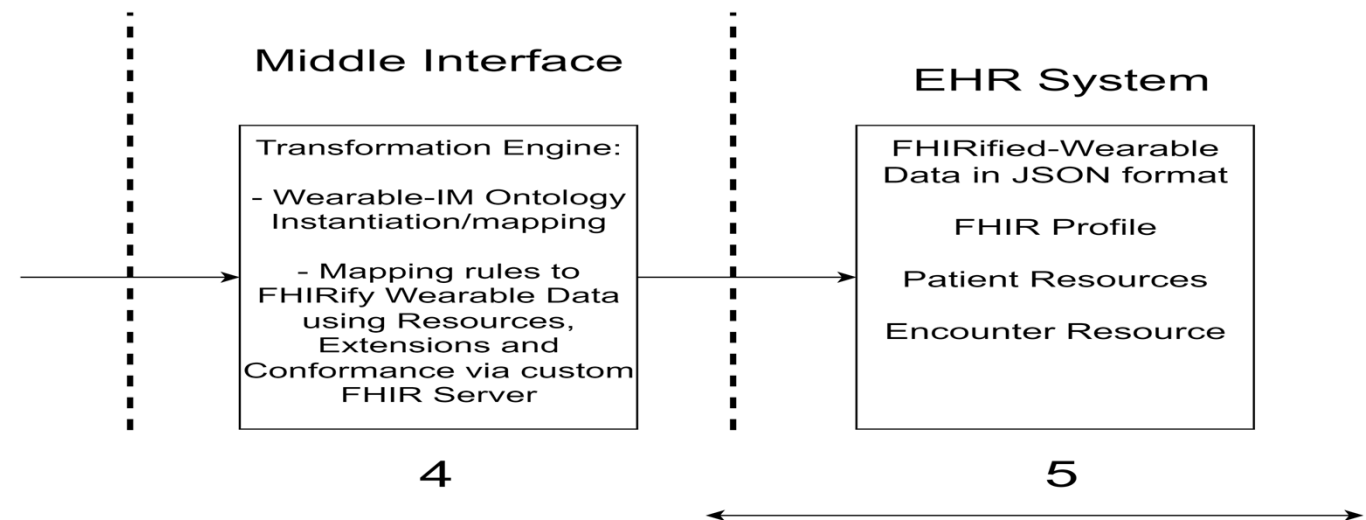 Middle Interface
Transformation Engine:
- Wearable-IM Ontology
Instantiation/mapping
- Mapping rules to
FHIRify Wearable Data
using Resources,
Extensions and
Conformance via custom
FHIR Server
4
EHR System
FHIRified-Wearable
Data in JSON format
FHIR Profile
Patient Resources
Encounter Resource
5